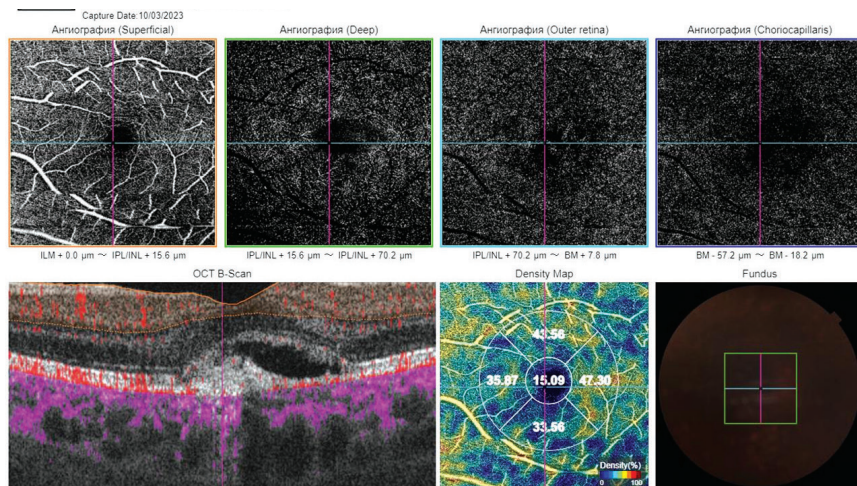 Capture Date:10/03/2023
Ангиография (Superficial)
Ангиография (Deep)
Ангиография (Outer retina)
Ангиография (Choriocapillaris)
ILM + 0.0 µm ~ IPL/INL + 15.6 µm
IPL/INL + 15.6 µm ~ IPL/INL + 70.2 µm
IPL/INL + 70.2 µm ~ BM + 7.8 µm
BM - 57.2 µm ~ BM - 18.2 µm
OCT B-Scan
Density Map
Fundus
43.56
35.87 15.09 47.30
33.56
Density(%)
0 100